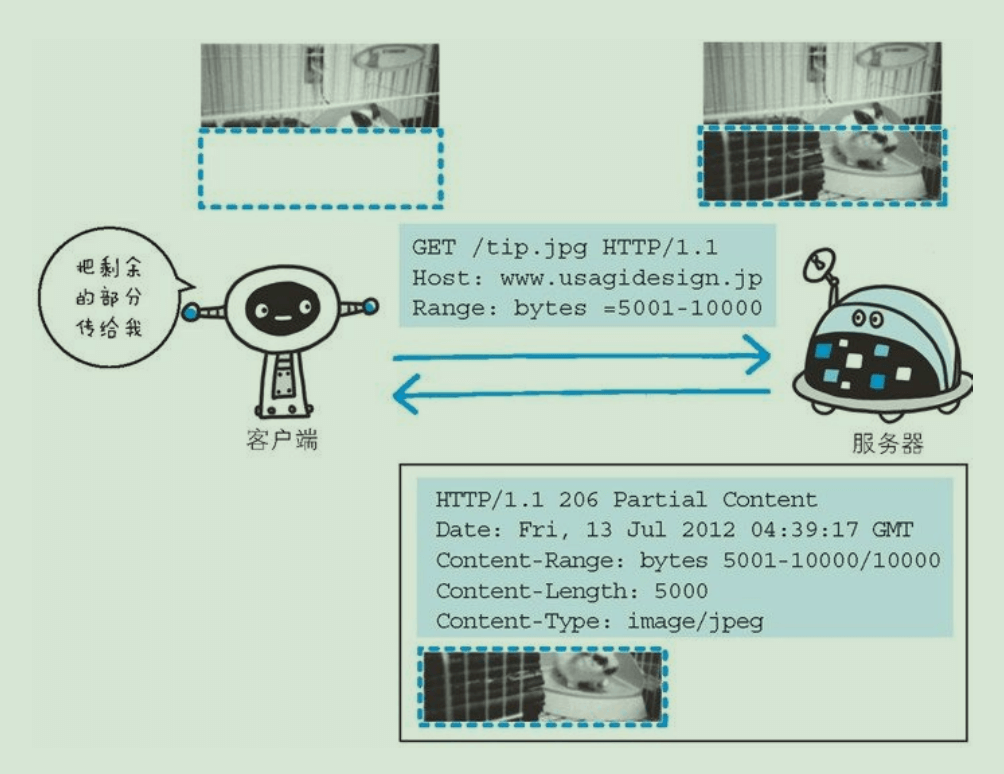 GET /tip.jpg HTTP/1.1
Host: www.usagidesign.jp
Range: bytes =5001-10000
把剩余
的部分
传给我
客户端
服务器
HTTP/1.1 206 Partial Content
Date: Fri, 13 Jul 2012 04:39:17 GMT
Content-Range: bytes 5001-10000/10000
Content-Length: 5000
Content-Type: image/jpeg